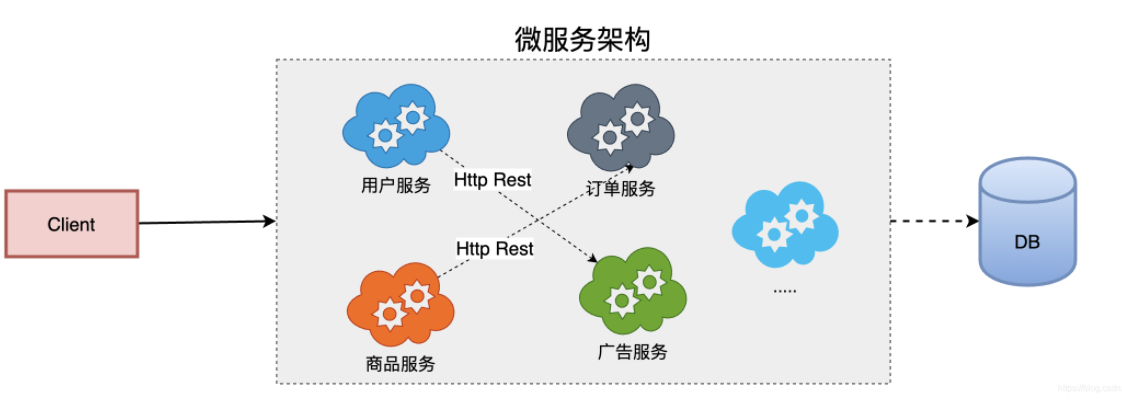 微服务架构
用户服务
Http Rest
订单服务
Client
Http Rest
DB
.....
广告服务
商品服务